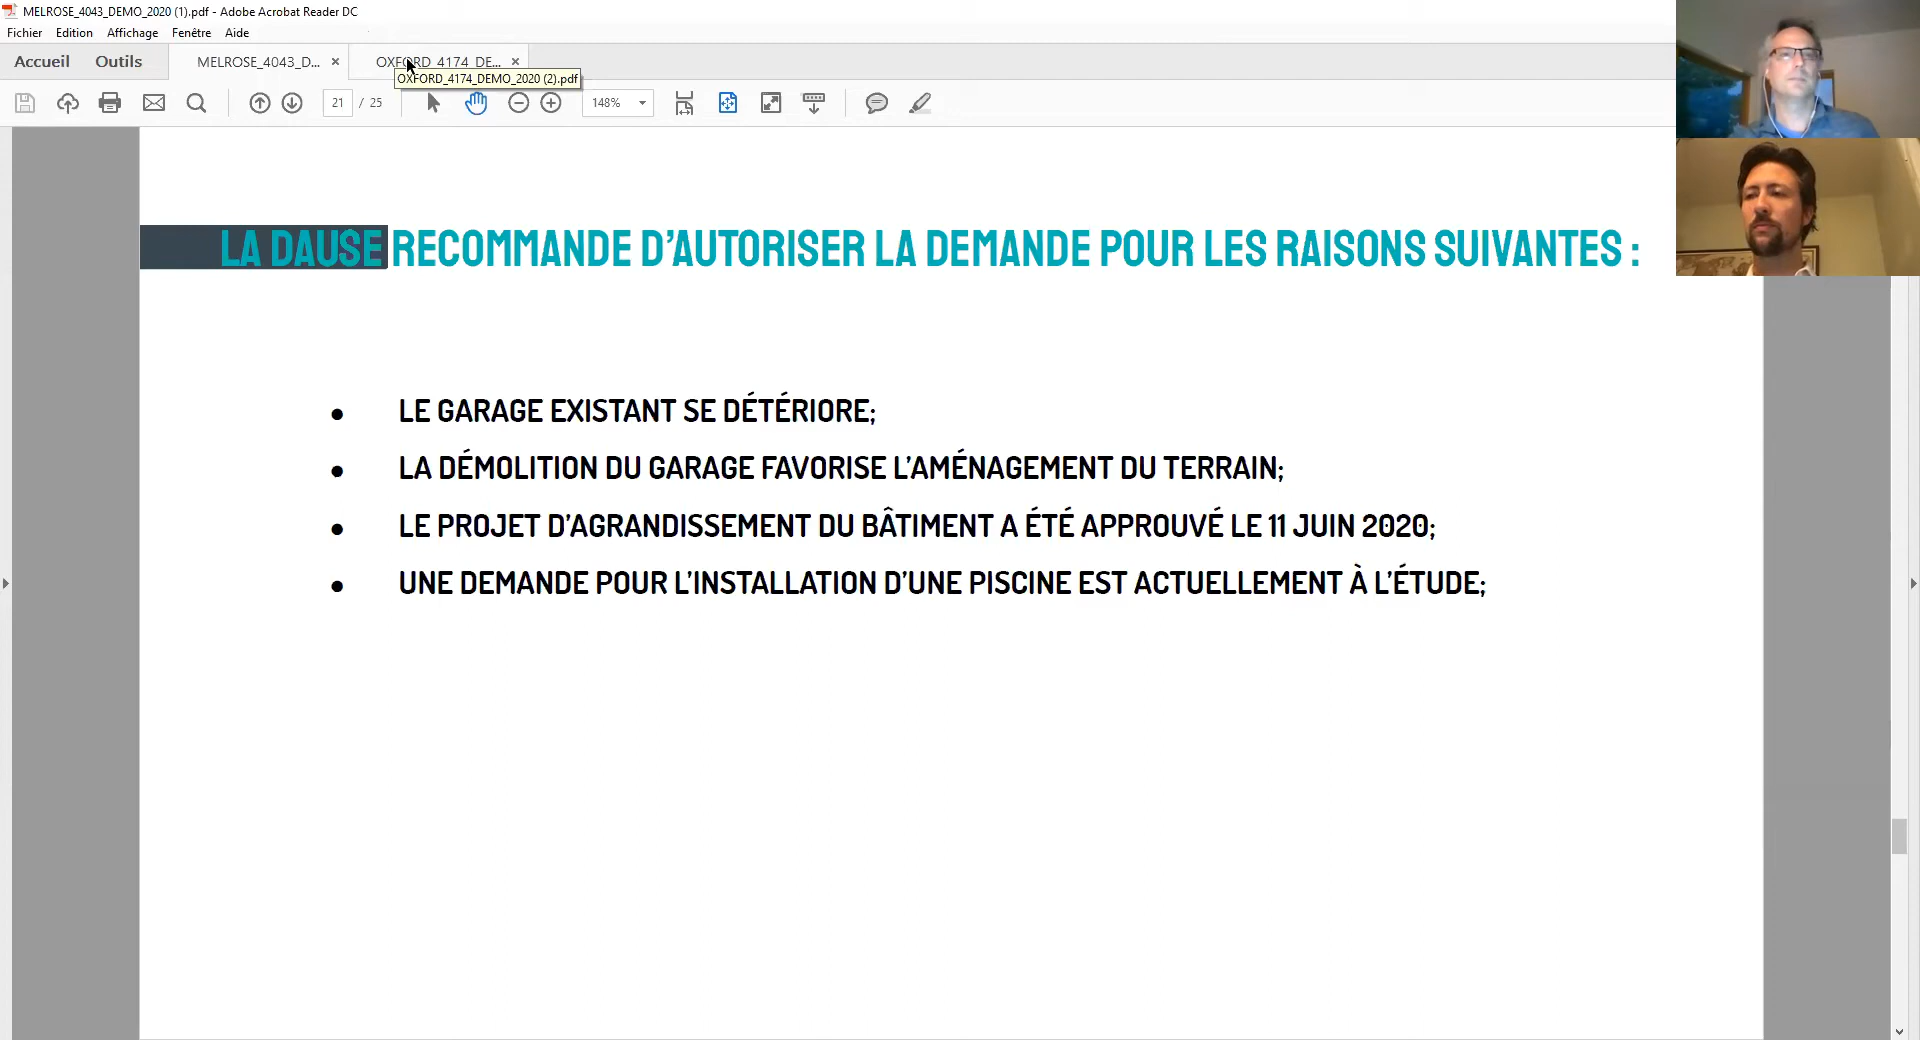 MELROSE_4043_DEMO_2020 (1).pdf - Adobe Acrobat Reader DC
Fichier Edition Affichage Fenêtre Aide
Accueil Outils MELROSE_4043_D... × OXFORD_4174_DE... ×
OXFORD_4174_DEMO_2020 (2).pdf
21 / 25 148%
LA DAUSE RECOMMANDE D’AUTORISER LA DEMANDE POUR LES RAISONS SUIVANTES :
• LE GARAGE EXISTANT SE DÉTÉRIORE;
• LA DÉMOLITION DU GARAGE FAVORISE L’AMÉNAGEMENT DU TERRAIN;
• LE PROJET D’AGRANDISSEMENT DU BÂTIMENT A ÉTÉ APPROUVÉ LE 11 JUIN 2020;
• UNE DEMANDE POUR L’INSTALLATION D’UNE PISCINE EST ACTUELLEMENT À L’ÉTUDE;